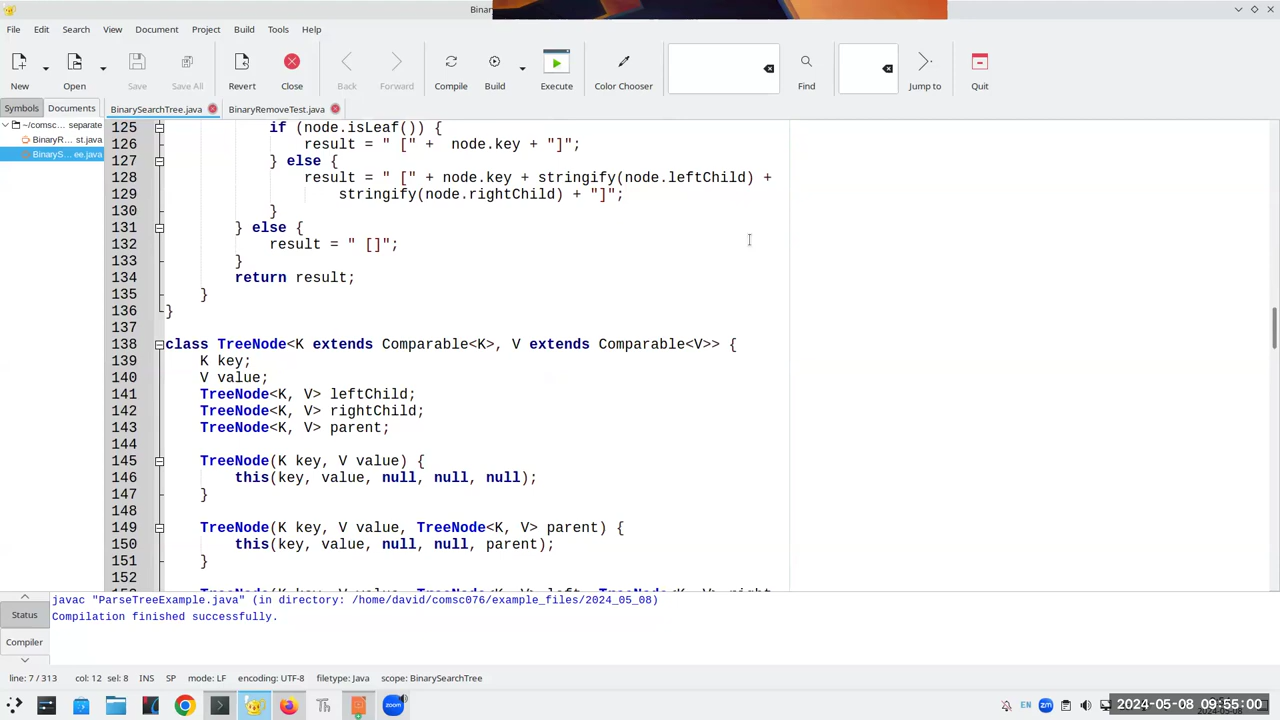 Binar
File Edit Search View Document Project Build Tools Help
New Open Save Save All Revert Close Back Forward Compile Build Execute Color Chooser Find Jump to Quit
Symbols Documents BinarySearchTree.java BinaryRemoveTest.java
~/comsc... separate
BinaryR... st.java
BinaryS... ee.java
125 if (node.isLeaf()) {
126 result = " [" + node.key + "]";
127 } else {
128 result = " [" + node.key + stringify(node.leftChild) +
129 stringify(node.rightChild) + "]";
130 }
131 } else {
132 result = " []";
133 }
134 return result;
135 }
136 }
137
138 class TreeNode<K extends Comparable<K>, V extends Comparable<V>> {
139 K key;
140 V value;
141 TreeNode<K, V> leftChild;
142 TreeNode<K, V> rightChild;
143 TreeNode<K, V> parent;
144
145 TreeNode(K key, V value) {
146 this(key, value, null, null, null);
147 }
148
149 TreeNode(K key, V value, TreeNode<K, V> parent) {
150 this(key, value, null, null, parent);
151 }
152
Status
Compiler
javac "ParseTreeExample.java" (in directory: /home/david/comsc076/example_files/2024_05_08)
Compilation finished successfully.
line: 7 / 313 col: 12 sel: 8 INS SP mode: LF encoding: UTF-8 filetype: Java scope: BinarySearchTree
Th zoom EN zm 2024-05-08 09:55:00